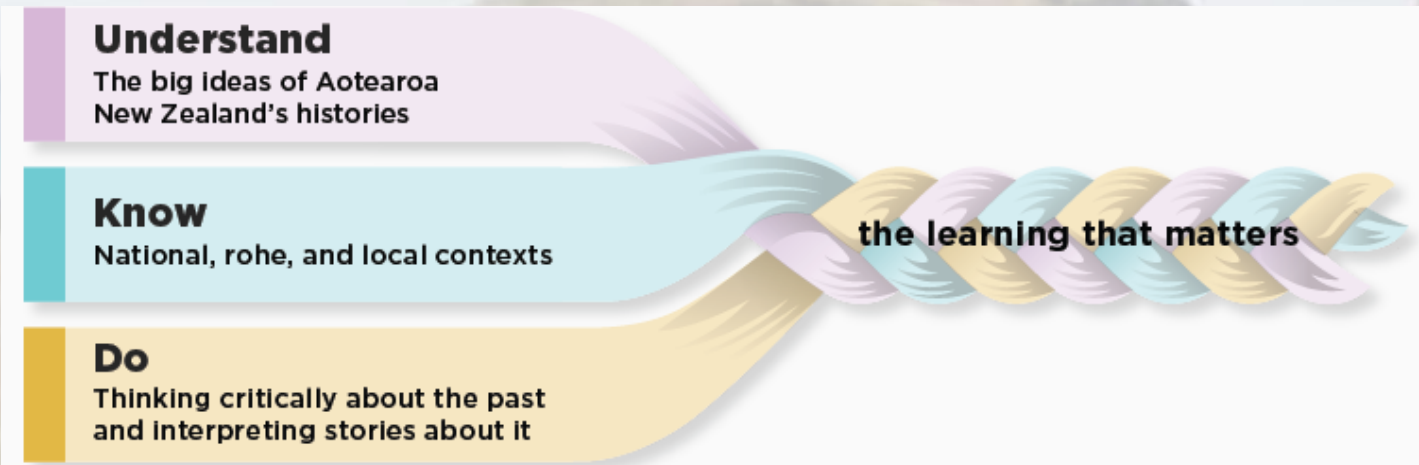 Understand
The big ideas of Aotearoa
New Zealand’s histories
Know
National, rohe, and local contexts
Do
Thinking critically about the past
and interpreting stories about it
the learning that matters